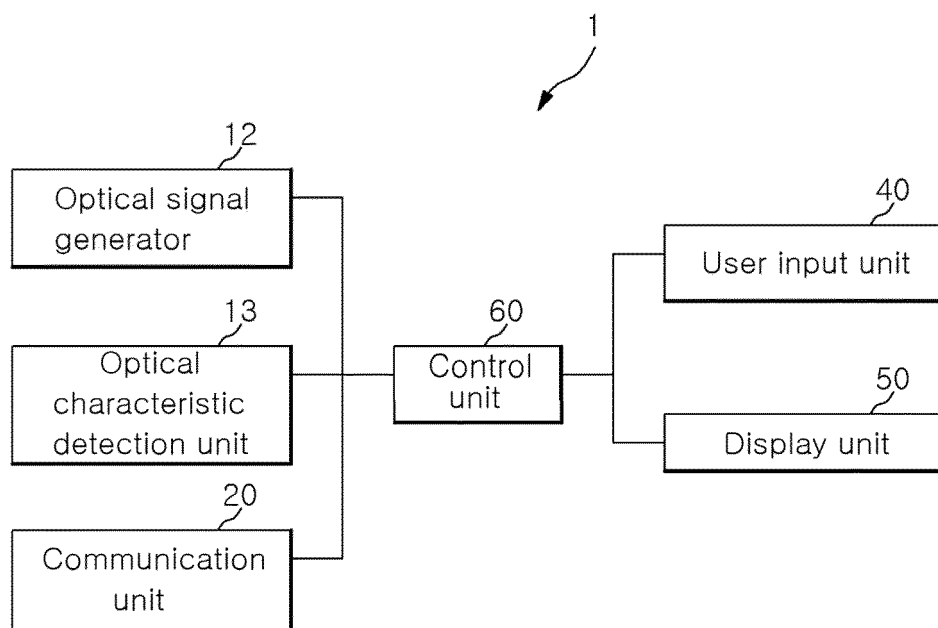 1
12
Optical signal
generator
13
Optical
characteristic
detection unit
20
Communication
unit
60
Control
unit
40
User input unit
50
Display unit